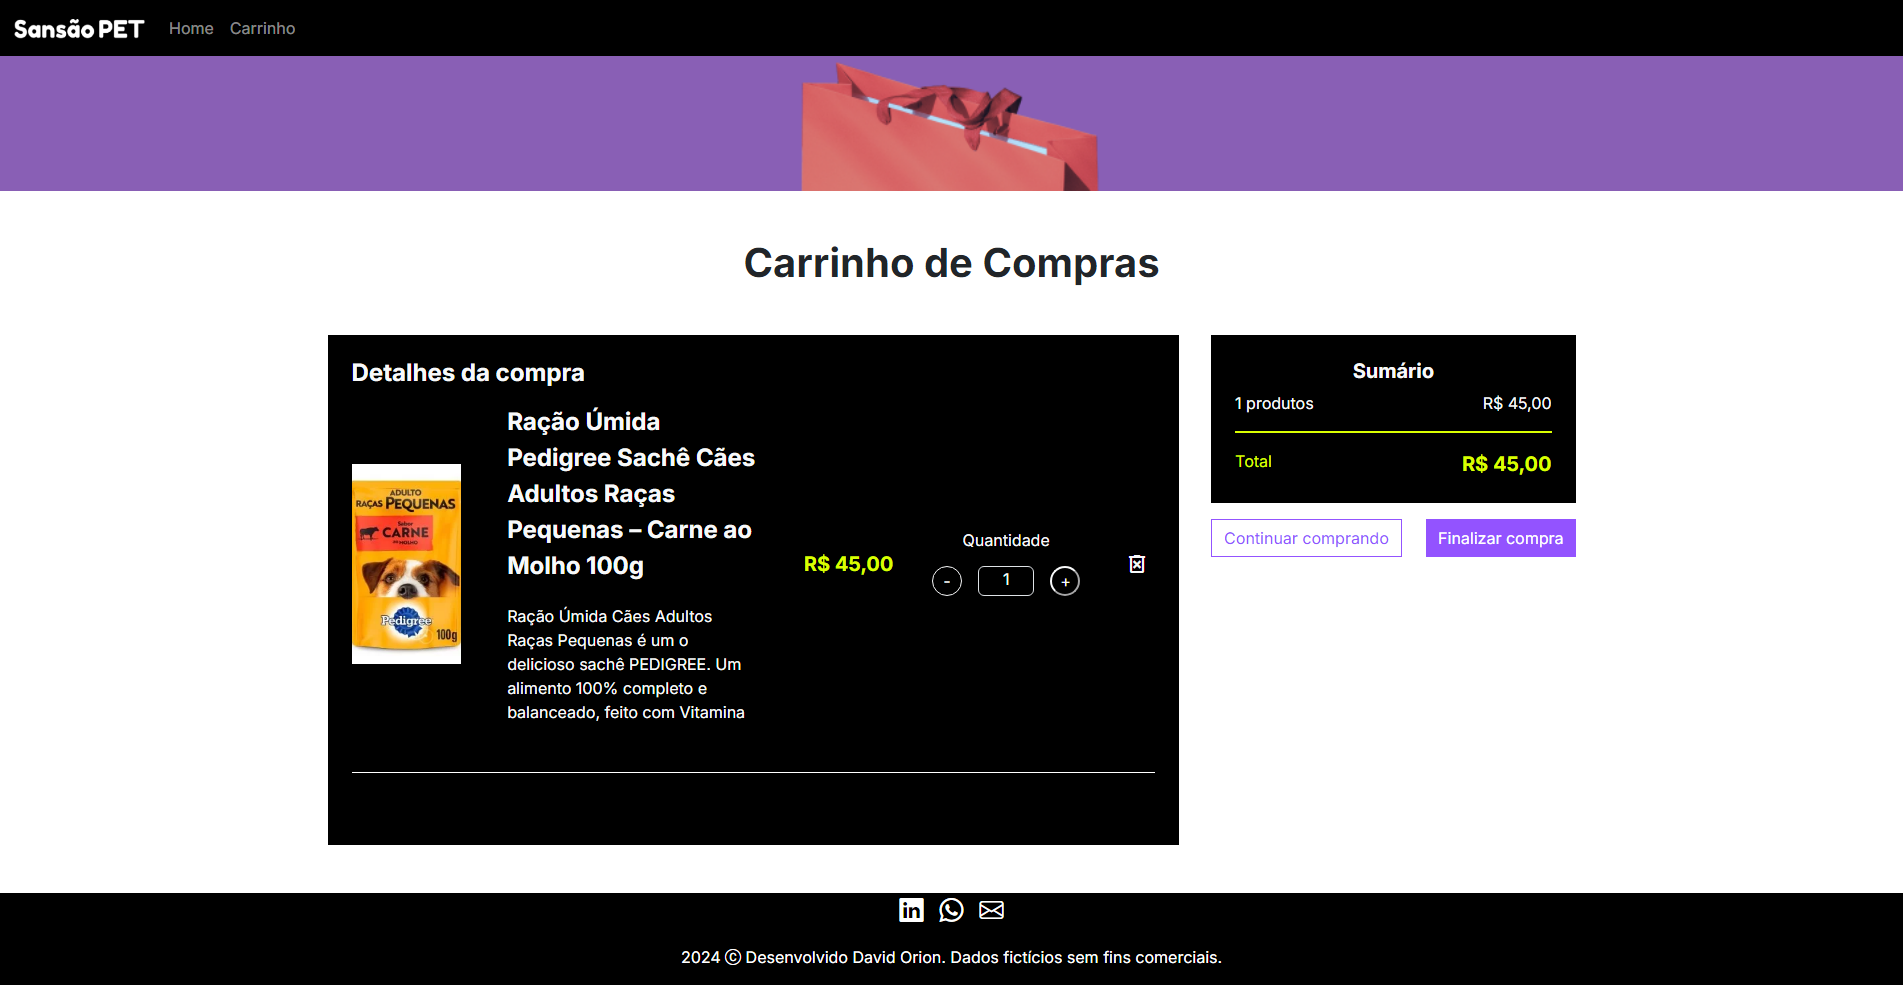 Sansão PET
Home
Carrinho
Carrinho de Compras
Detalhes da compra
ADULTO
RAÇAS PEQUENAS
Sabor
CARNE
AO MOLHO
Pedigree
100g
Ração Úmida
Pedigree Sachê Cães
Adultos Raças
Pequenas – Carne ao
Molho 100g
Ração Úmida Cães Adultos
Raças Pequenas é um o
delicioso sachê PEDIGREE. Um
alimento 100% completo e
balanceado, feito com Vitamina
R$ 45,00
Quantidade
- 1 +
Sumário
1 produtos R$ 45,00
Total R$ 45,00
Continuar comprando
Finalizar compra
2024 © Desenvolvido David Orion. Dados fictícios sem fins comerciais.